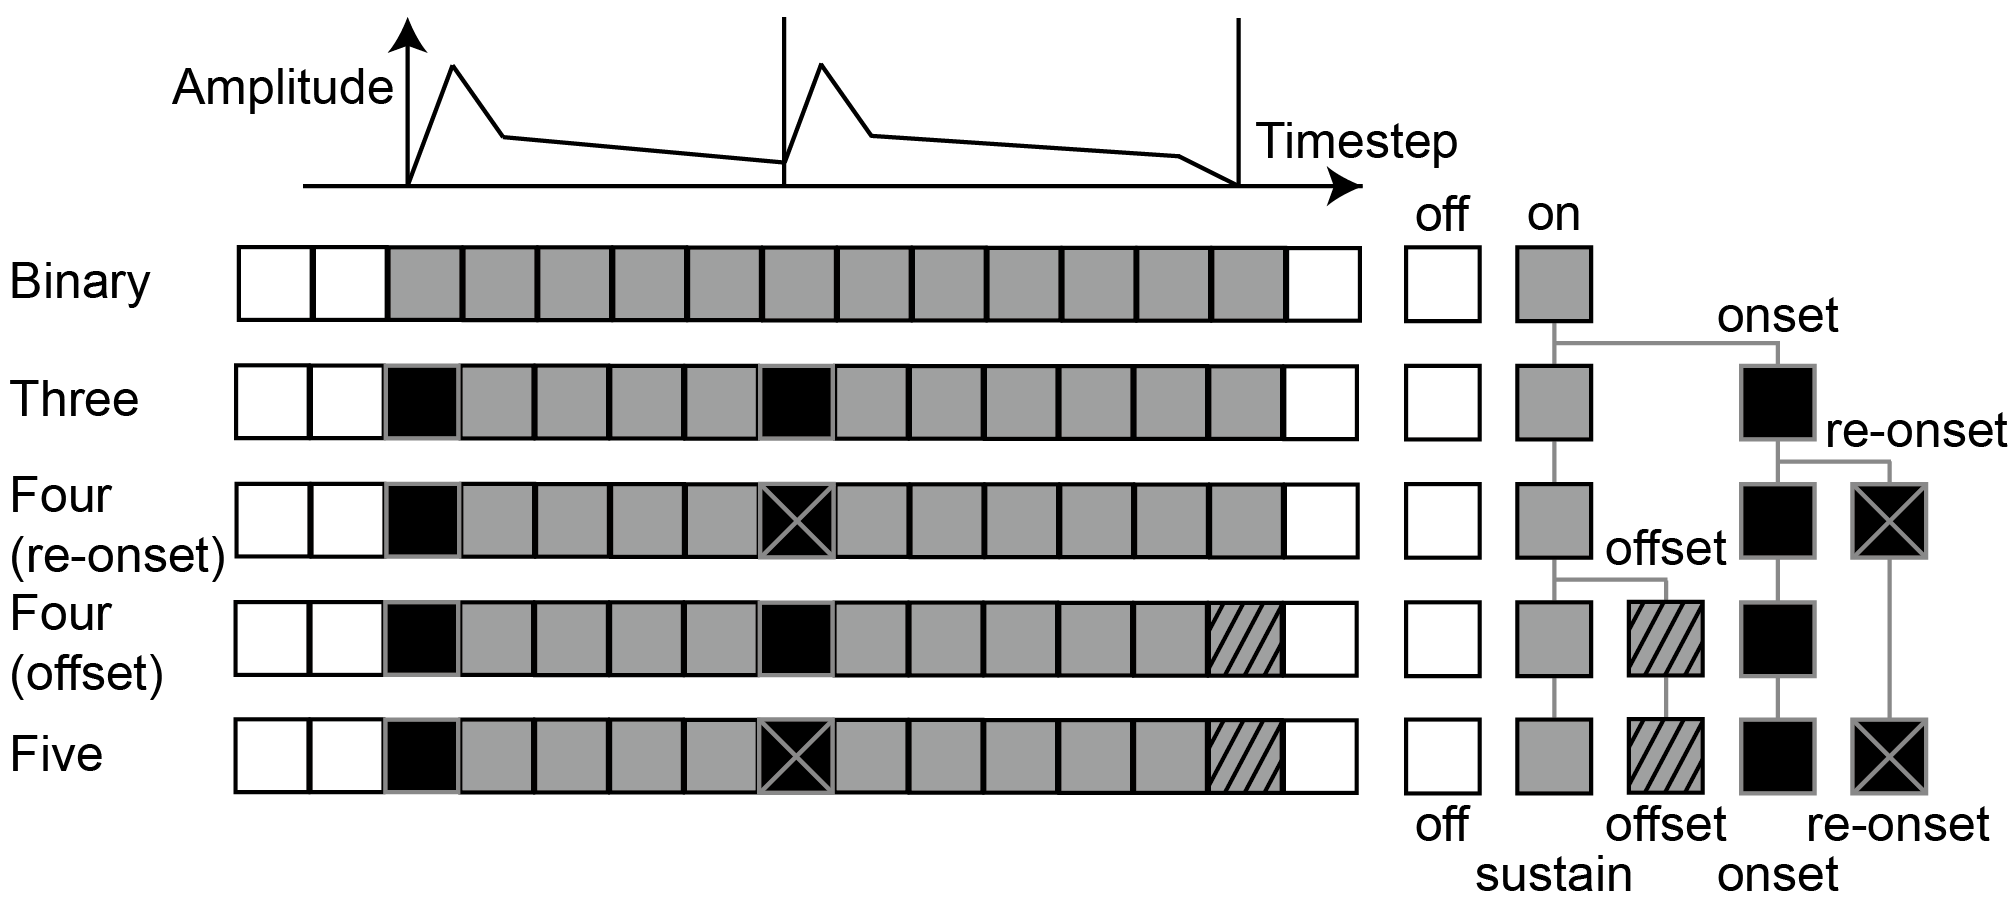 Amplitude
Timestep
off
on
Binary
onset
Three
re-onset
Four
(re-onset)
offset
Four
(offset)
Five
off
offset
re-onset
sustain
onset